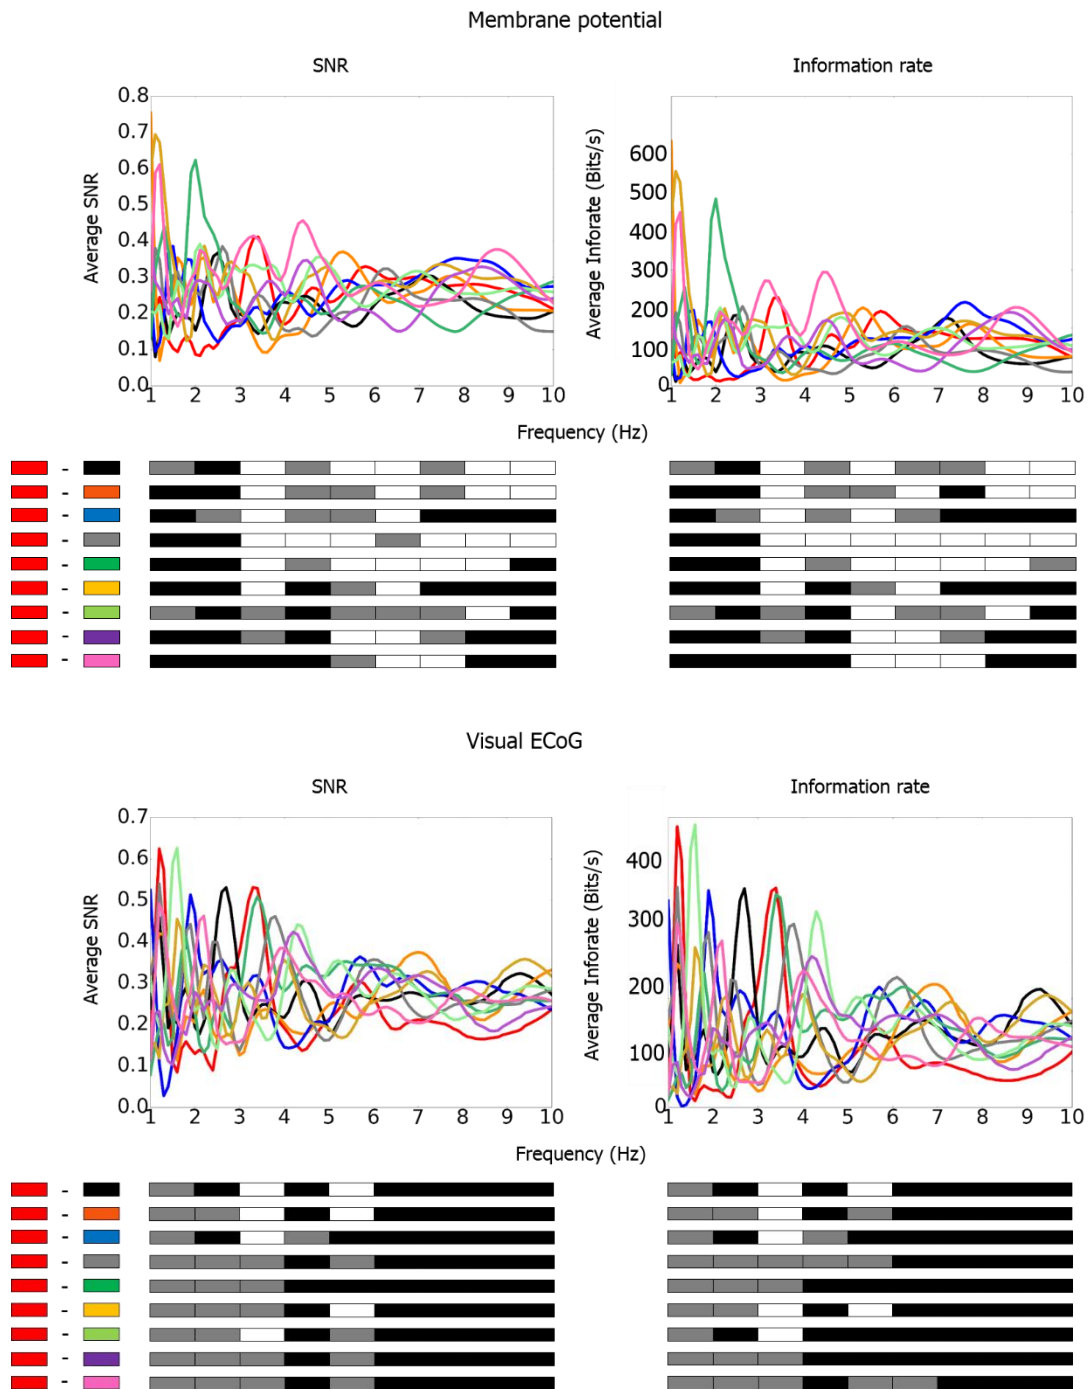 Membrane potential
SNR
Information rate
Average SNR
0.8
0.7
0.6
0.5
0.4
0.3
0.2
0.1
0.0
1 2 3 4 5 6 7 8 9 10
Average Inforate (Bits/s)
600
500
400
300
200
100
0
1 2 3 4 5 6 7 8 9 10
Frequency (Hz)
-
-
-
-
-
-
-
-
-
Visual ECoG
SNR
Information rate
Average SNR
0.7
0.6
0.5
0.4
0.3
0.2
0.1
0.0
1 2 3 4 5 6 7 8 9 10
Average Inforate (Bits/s)
400
300
200
100
0
1 2 3 4 5 6 7 8 9 10
Frequency (Hz)
-
-
-
-
-
-
-
-
-